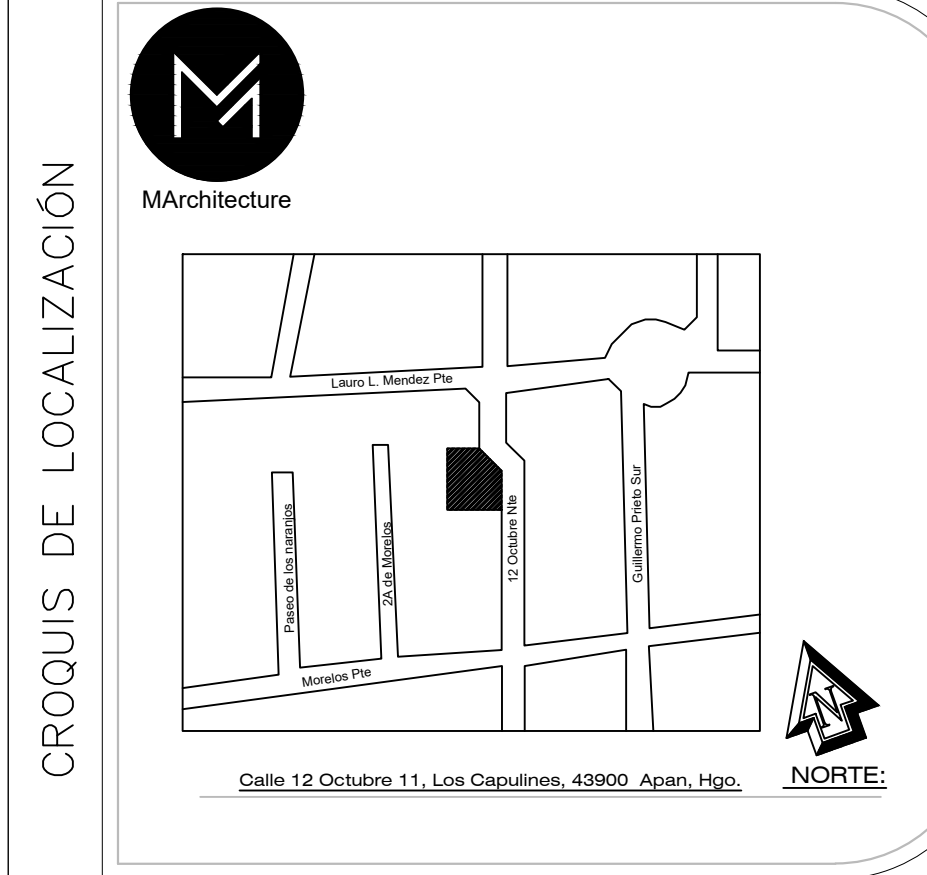 CROQUIS DE LOCALIZACIÓN
MArchitecture
Lauro L. Mendez Pte
Paseo de los naranjos
2A de Morelos
12 Octubre Nte
Guillermo Prieto Sur
Morelos Pte
N
NORTE:
Calle 12 Octubre 11, Los Capulines, 43900 Apan, Hgo.